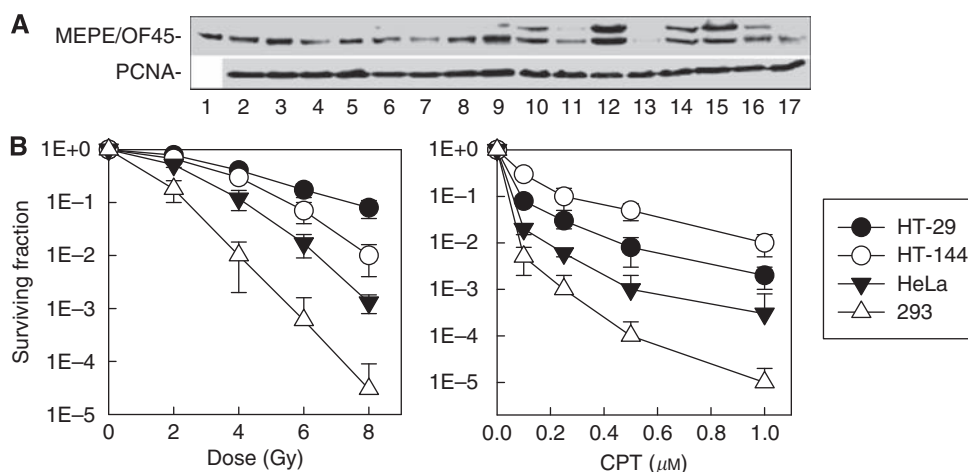 A
MEPE/OF45-
PCNA-
1 2 3 4 5 6 7 8 9 10 11 12 13 14 15 16 17
B
1E+0
1E–1
1E–2
1E–3
1E–4
1E–5
Surviving fraction
0 2 4 6 8
Dose (Gy)
1E+0
1E–1
1E–2
1E–3
1E–4
1E–5
0.0 0.2 0.4 0.6 0.8 1.0
CPT (μM)
HT-29
HT-144
HeLa
293